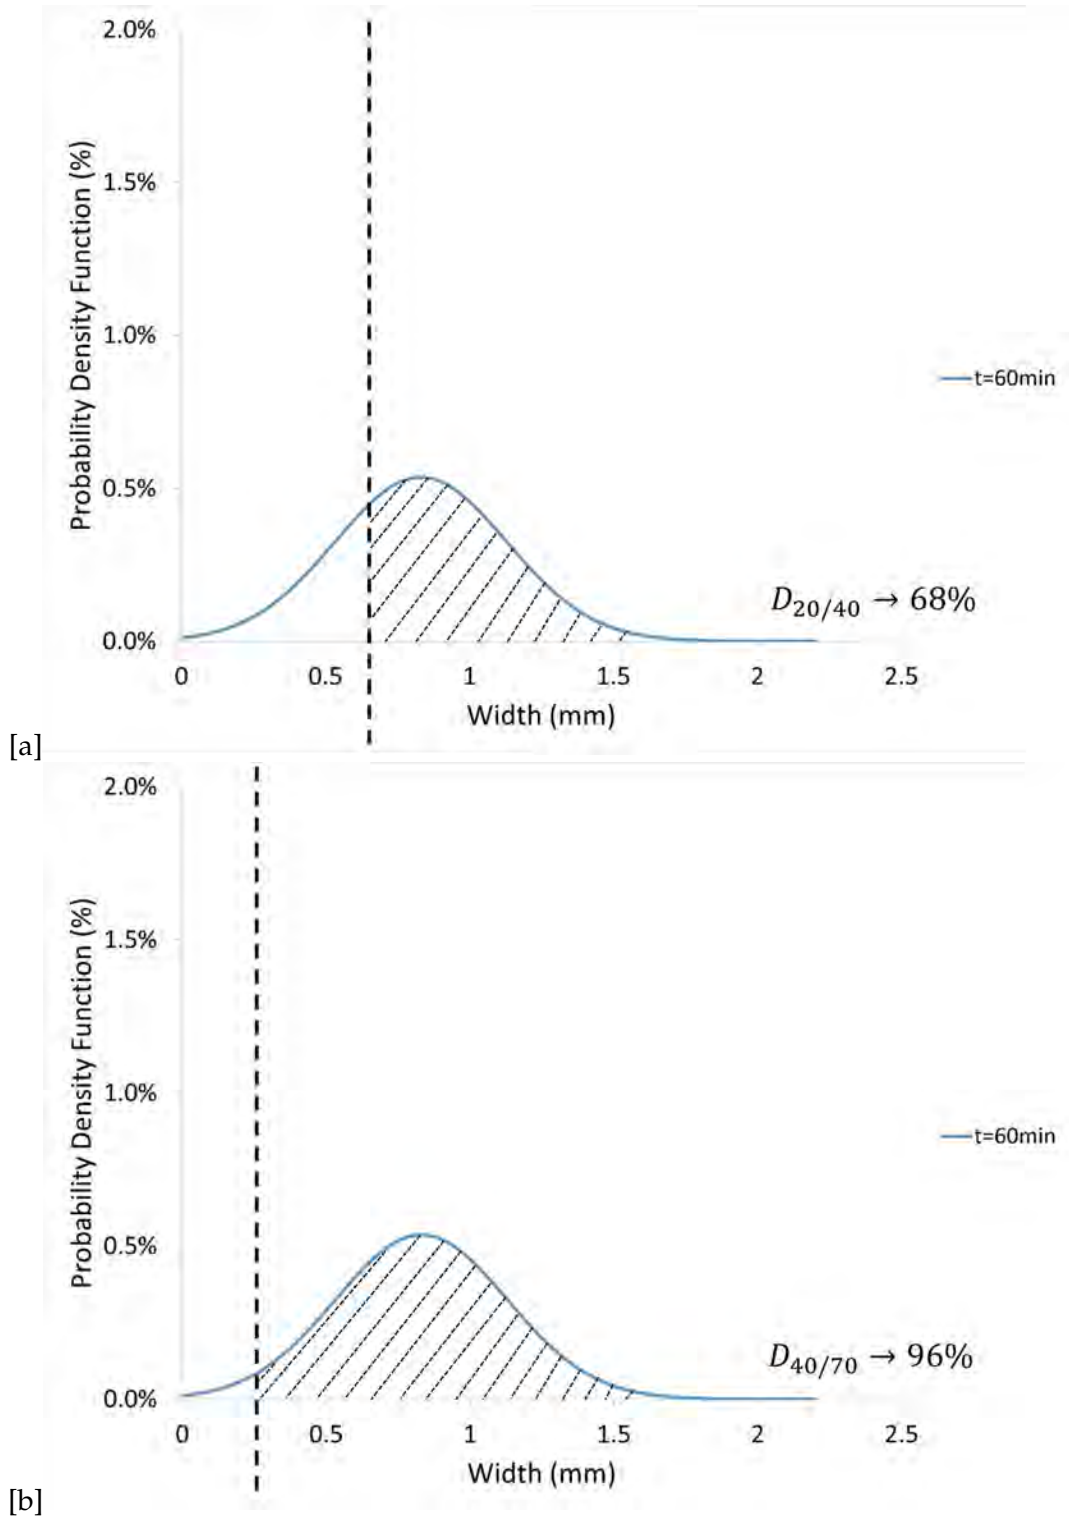 2.0%
1.5%
1.0%
0.5%
0.0%
Probability Density Function (%)
t=60min
D20/40 → 68%
0 0.5 1 1.5 2 2.5
Width (mm)
[a]
2.0%
1.5%
1.0%
0.5%
0.0%
Probability Density Function (%)
t=60min
D40/70 → 96%
0 0.5 1 1.5 2 2.5
Width (mm)
[b]